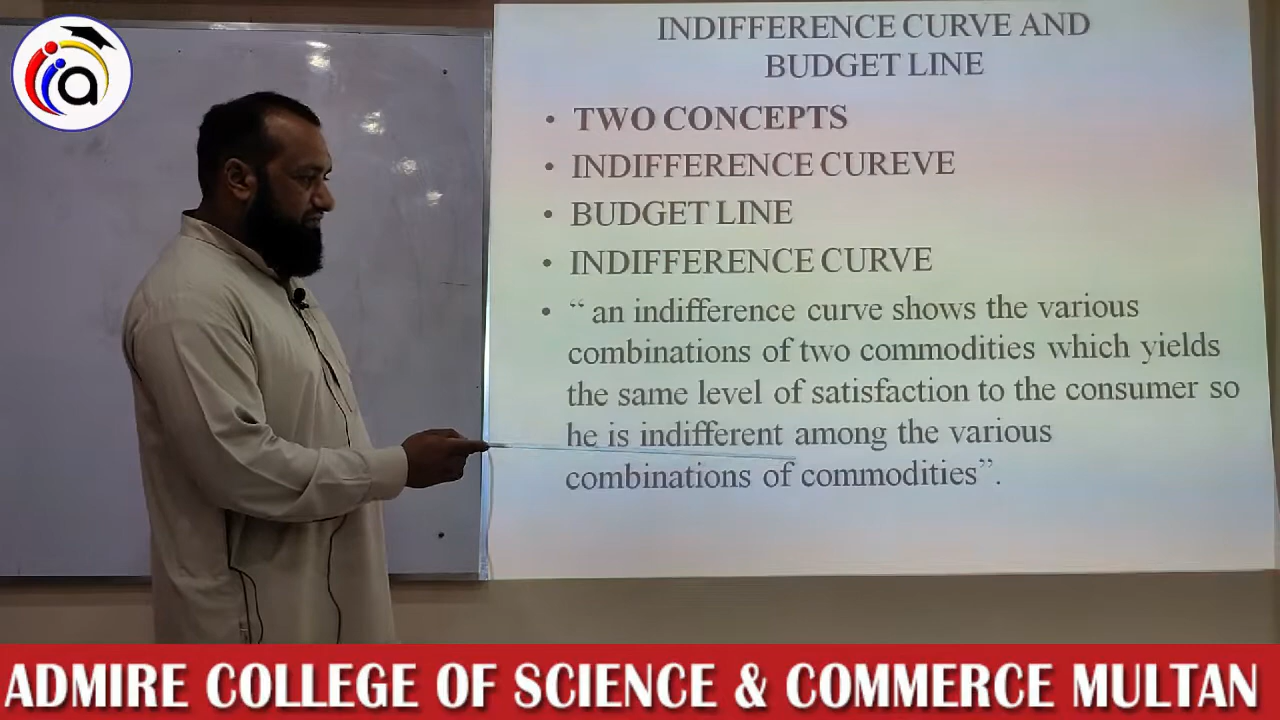 a
INDIFFERENCE CURVE AND
BUDGET LINE
• TWO CONCEPTS
• INDIFFERENCE CUREVE
• BUDGET LINE
• INDIFFERENCE CURVE
• “ an indifference curve shows the various
combinations of two commodities which yields
the same level of satisfaction to the consumer so
he is indifferent among the various
combinations of commodities”.
ADMIRE COLLEGE OF SCIENCE & COMMERCE MULTAN